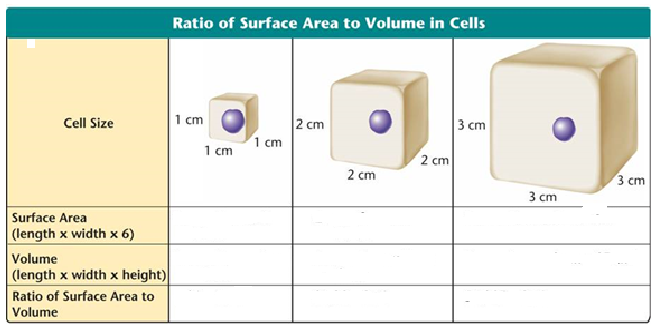 Ratio of Surface Area to Volume in Cells
Cell Size
1 cm
1 cm
1 cm
2 cm
2 cm
2 cm
3 cm
3 cm
3 cm
Surface Area
(length x width x 6)
Volume
(length x width x height)
Ratio of Surface Area to
Volume